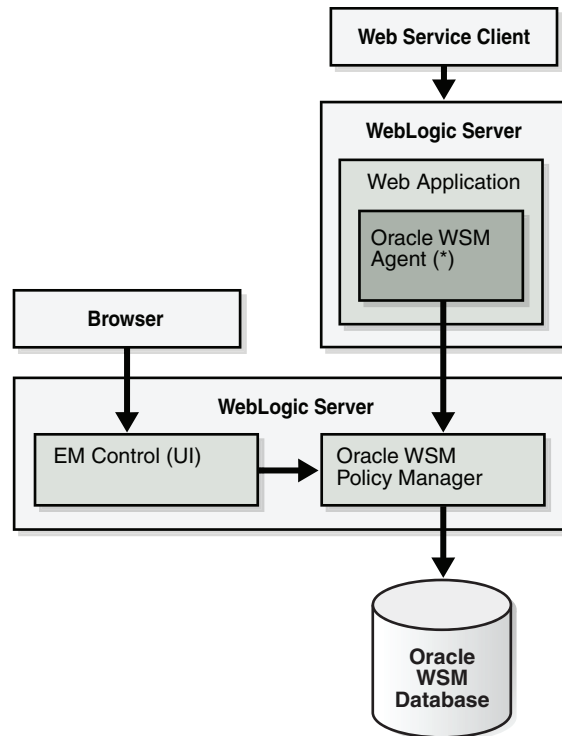 Web Service Client
WebLogic Server
Web Application
Oracle WSM
Agent (*)
Browser
WebLogic Server
EM Control (UI)
Oracle WSM
Policy Manager
Oracle
WSM
Database